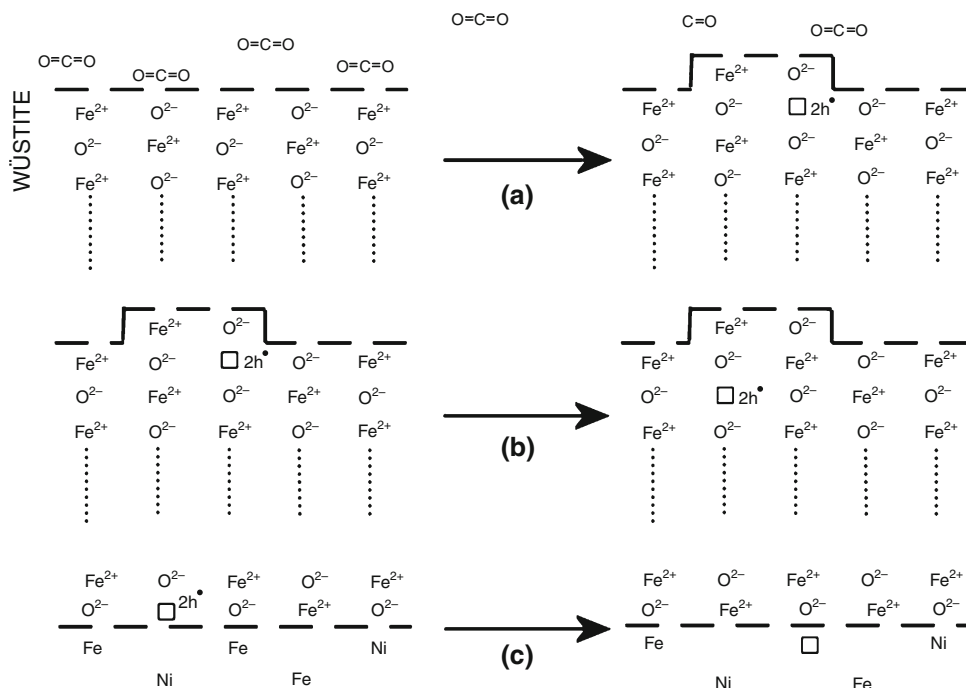 O=C=O C=O O=C=O
O=C=O O=C=O O=C=O O=C=O
WÜSTITE
Fe²⁺ O²⁻
Fe²⁺ O²⁻ Fe²⁺ O²⁻ Fe²⁺ Fe²⁺ O²⁻ □ 2h• O²⁻ Fe²⁺
O²⁻ Fe²⁺ O²⁻ Fe²⁺ O²⁻ O²⁻ Fe²⁺ O²⁻ Fe²⁺ O²⁻
Fe²⁺ O²⁻ Fe²⁺ O²⁻ Fe²⁺ (a) Fe²⁺ O²⁻ Fe²⁺ O²⁻ Fe²⁺
Fe²⁺ O²⁻ Fe²⁺ O²⁻
Fe²⁺ O²⁻ □ 2h• O²⁻ Fe²⁺ Fe²⁺ O²⁻ Fe²⁺ O²⁻ Fe²⁺
O²⁻ Fe²⁺ O²⁻ Fe²⁺ O²⁻ O²⁻ □ 2h• O²⁻ Fe²⁺ O²⁻
Fe²⁺ O²⁻ Fe²⁺ O²⁻ Fe²⁺ (b) Fe²⁺ O²⁻ Fe²⁺ O²⁻ Fe²⁺
Fe²⁺ O²⁻ Fe²⁺ O²⁻ Fe²⁺ Fe²⁺ O²⁻ Fe²⁺ O²⁻ Fe²⁺
O²⁻ □ 2h• O²⁻ Fe²⁺ O²⁻ O²⁻ Fe²⁺ O²⁻ Fe²⁺ O²⁻
Fe Fe Ni (c) Fe □ Ni
Ni Fe Ni Fe